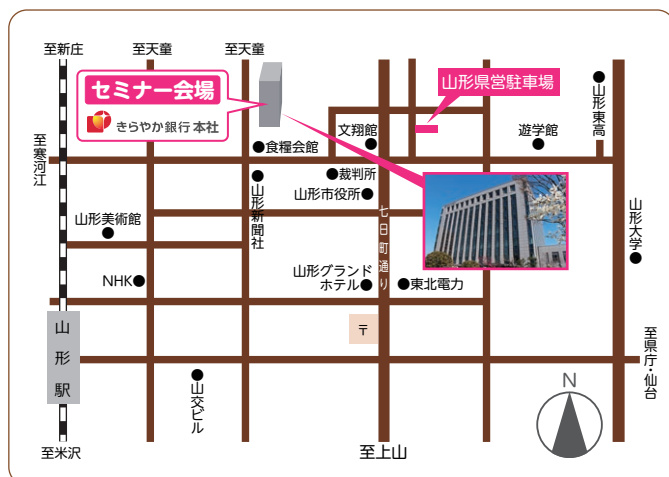 至新庄
至天童
至天童
セミナー会場
きらやか銀行 本社
山形県営駐車場
山形東高
至寒河江
文翔館
遊学館
食糧会館
裁判所
山形市役所
山形新聞社
山形美術館
七日町通り
山形大学
NHK
山形グランド
ホテル
東北電力
〒
山形駅
至県庁・仙台
山交ビル
N
至米沢
至上山